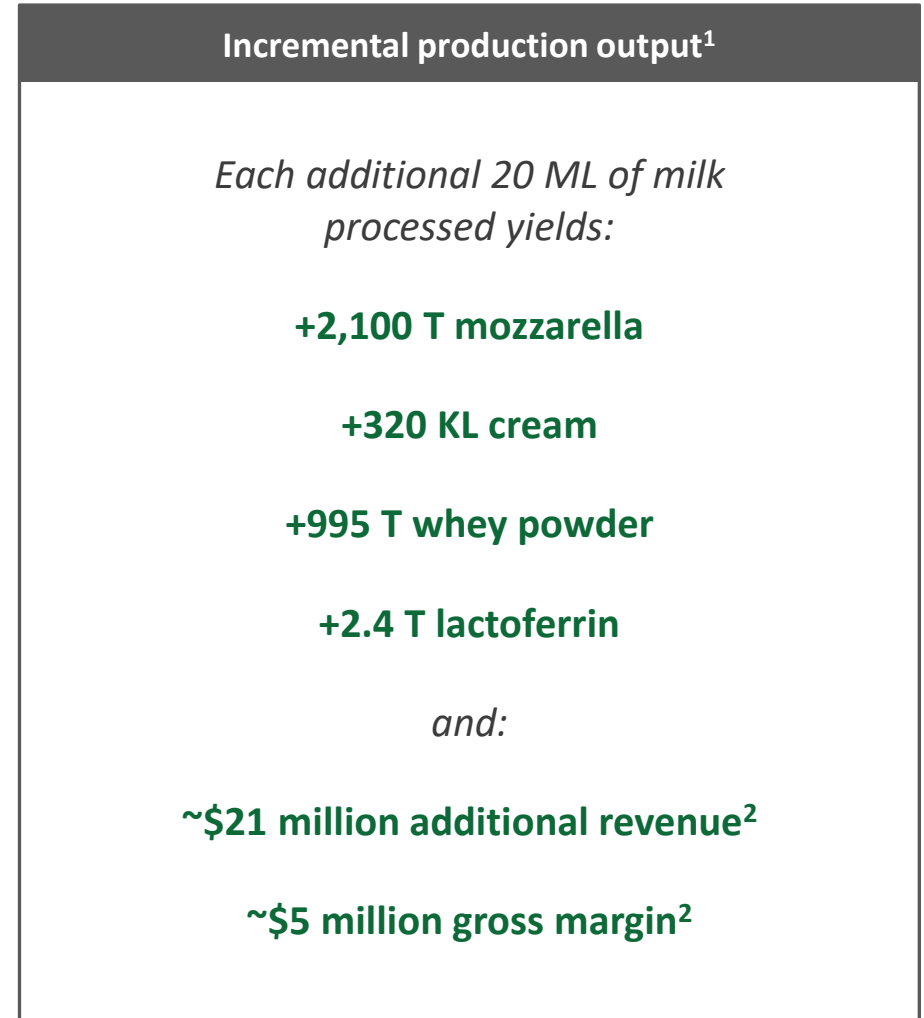 Incremental production output¹
Each additional 20 ML of milk
processed yields:
+2,100 T mozzarella
+320 KL cream
+995 T whey powder
+2.4 T lactoferrin
and:
~$21 million additional revenue²
~$5 million gross margin²